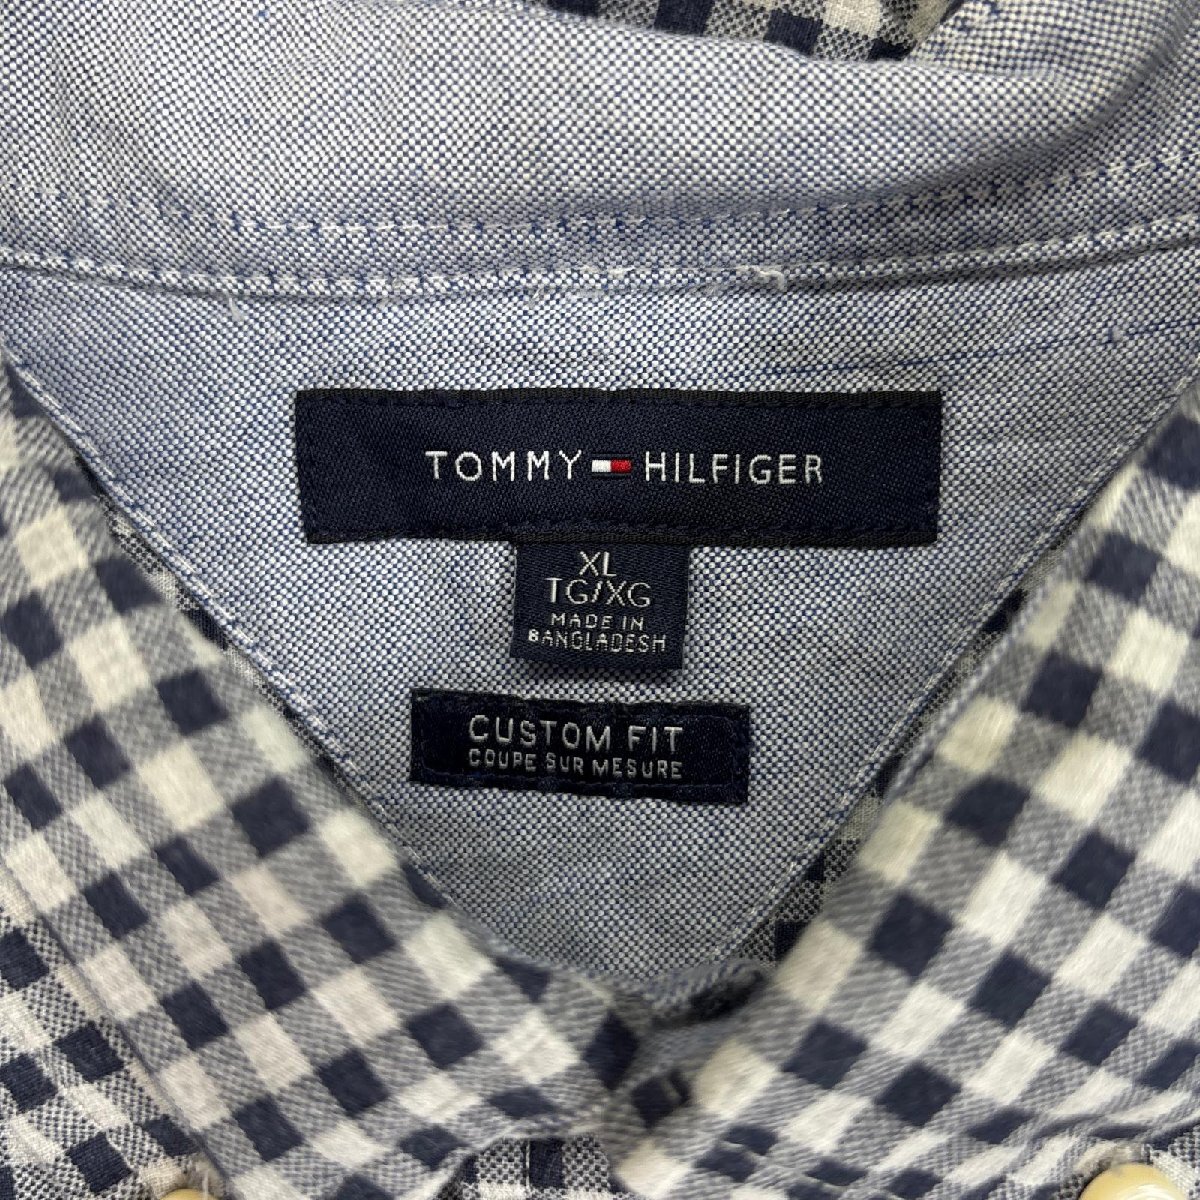 TOMMY HILFIGER
XL
TG/XG
MADE IN
BANGLADESH
CUSTOM FIT
COUPE SUR MESURE